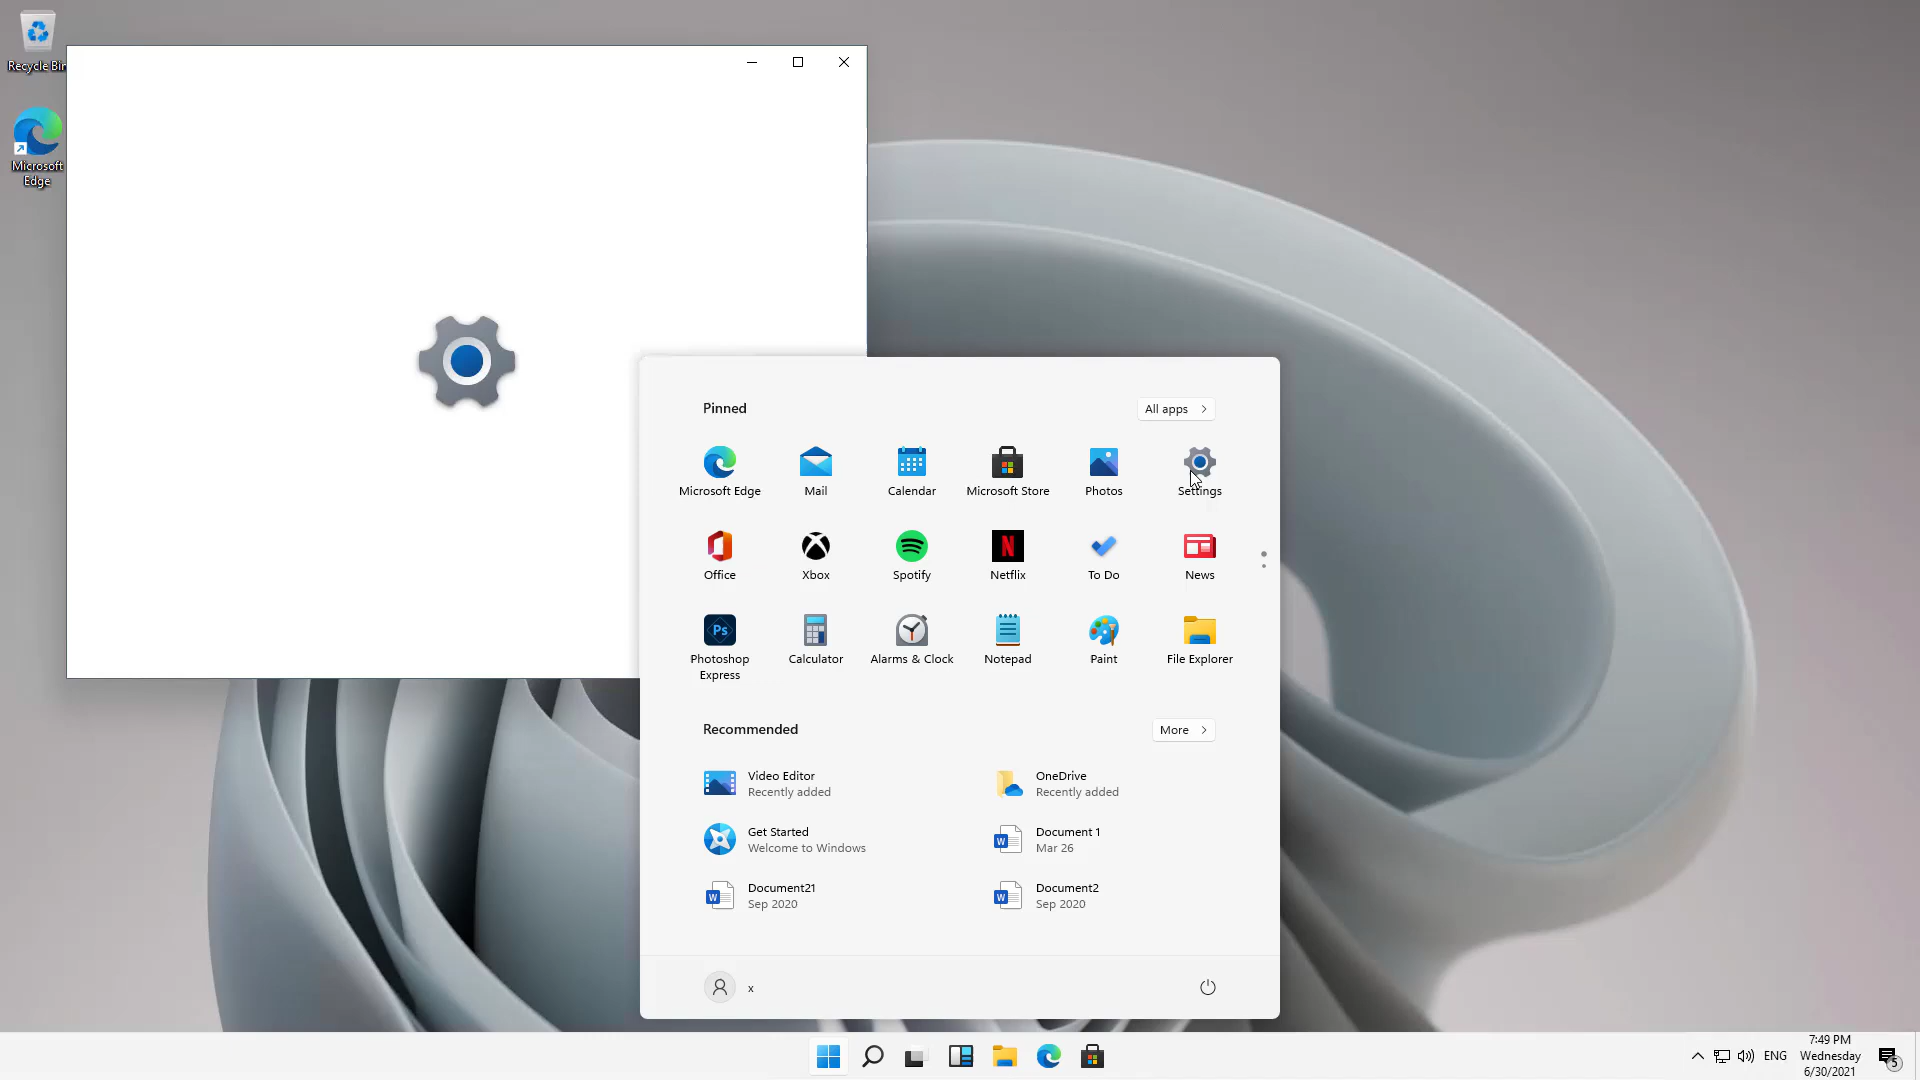 Recycle Bin
Microsoft
Edge
Pinned
All apps
Microsoft Edge
Mail
Calendar
Microsoft Store
Photos
Settings
Office
Xbox
Spotify
N
Netflix
To Do
News
Ps
Photoshop
Express
Calculator
Alarms & Clock
Notepad
Paint
File Explorer
Recommended
More
Video Editor
Recently added
OneDrive
Recently added
Get Started
Welcome to Windows
W
Document 1
Mar 26
W
Document21
Sep 2020
W
Document2
Sep 2020
x
ENG
7:49 PM
Wednesday
6/30/2021
5